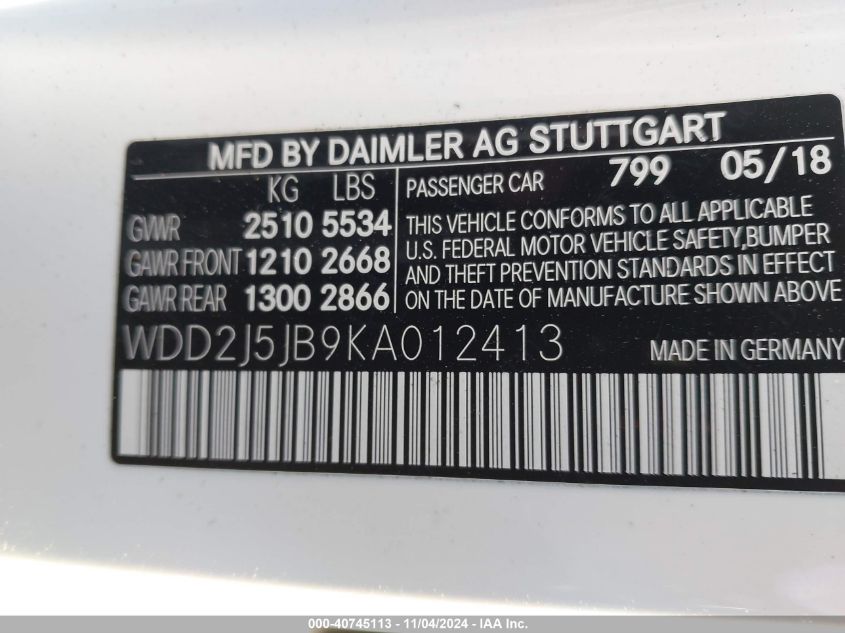 MFD BY DAIMLER AG STUTTGART
KG LBS
GVWR 2510 5534
GAWR FRONT 1210 2668
GAWR REAR 1300 2866
PASSENGER CAR 799 05/18
THIS VEHICLE CONFORMS TO ALL APPLICABLE
U.S. FEDERAL MOTOR VEHICLE SAFETY,BUMPER
AND THEFT PREVENTION STANDARDS IN EFFECT
ON THE DATE OF MANUFACTURE SHOWN ABOVE
WDD2J5JB9KA012413 MADE IN GERMANY
000-40745113 - 11/04/2024 - IAA Inc.